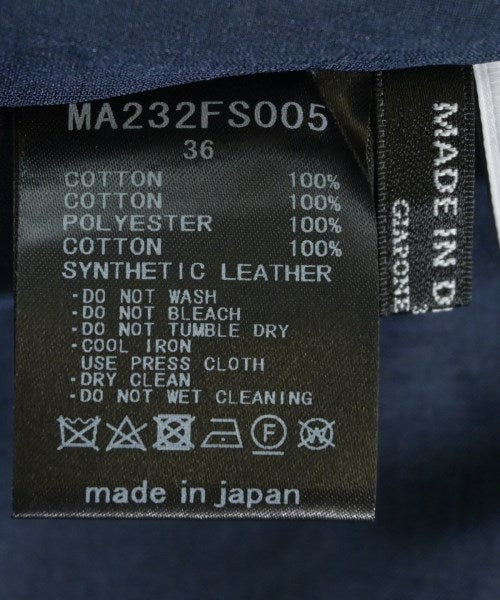 MA232FS005
36
COTTON 100%
COTTON 100%
POLYESTER 100%
COTTON 100%
SYNTHETIC LEATHER
·DO NOT WASH
·DO NOT BLEACH
·DO NOT TUMBLE DRY
·COOL IRON
USE PRESS CLOTH
·DRY CLEAN
·DO NOT WET CLEANING
F
W
made in japan
MADE IN